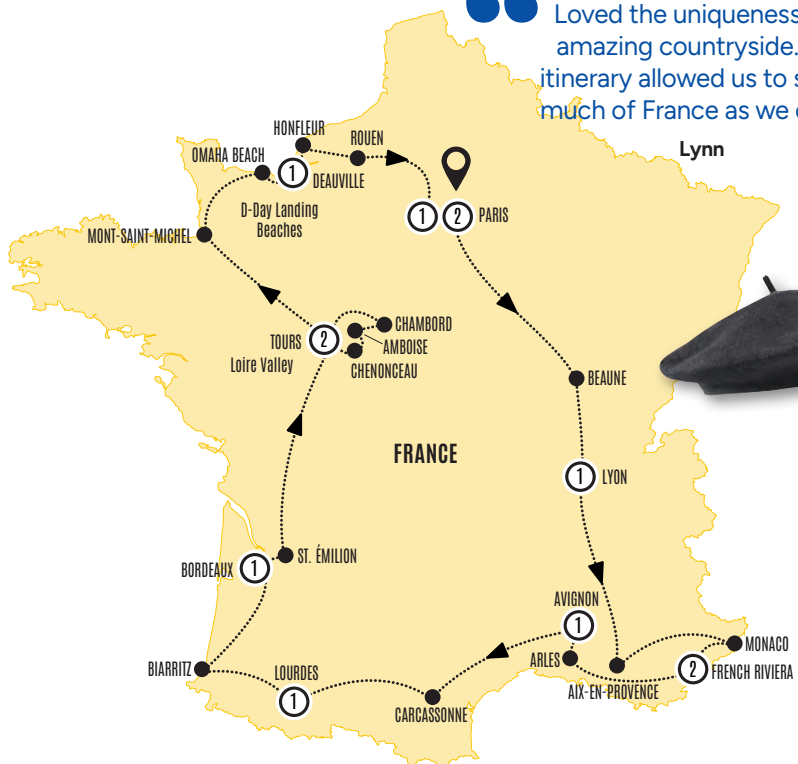 Loved the uniqueness
amazing countryside.
itinerary allowed us to s
much of France as we
Lynn
HONFLEUR
ROUEN
OMAHA BEACH
1
DEAUVILLE
D-Day Landing
Beaches
1
2
PARIS
MONT-SAINT-MICHEL
CHAMBORD
TOURS
2
AMBOISE
Loire Valley
CHENONCEAU
BEAUNE
FRANCE
1
LYON
ST. ÉMILION
BORDEAUX
1
AVIGNON
1
MONACO
BIARRITZ
LOURDES
1
ARLES
2
FRENCH RIVIERA
AIX-EN-PROVENCE
CARCASSONNE